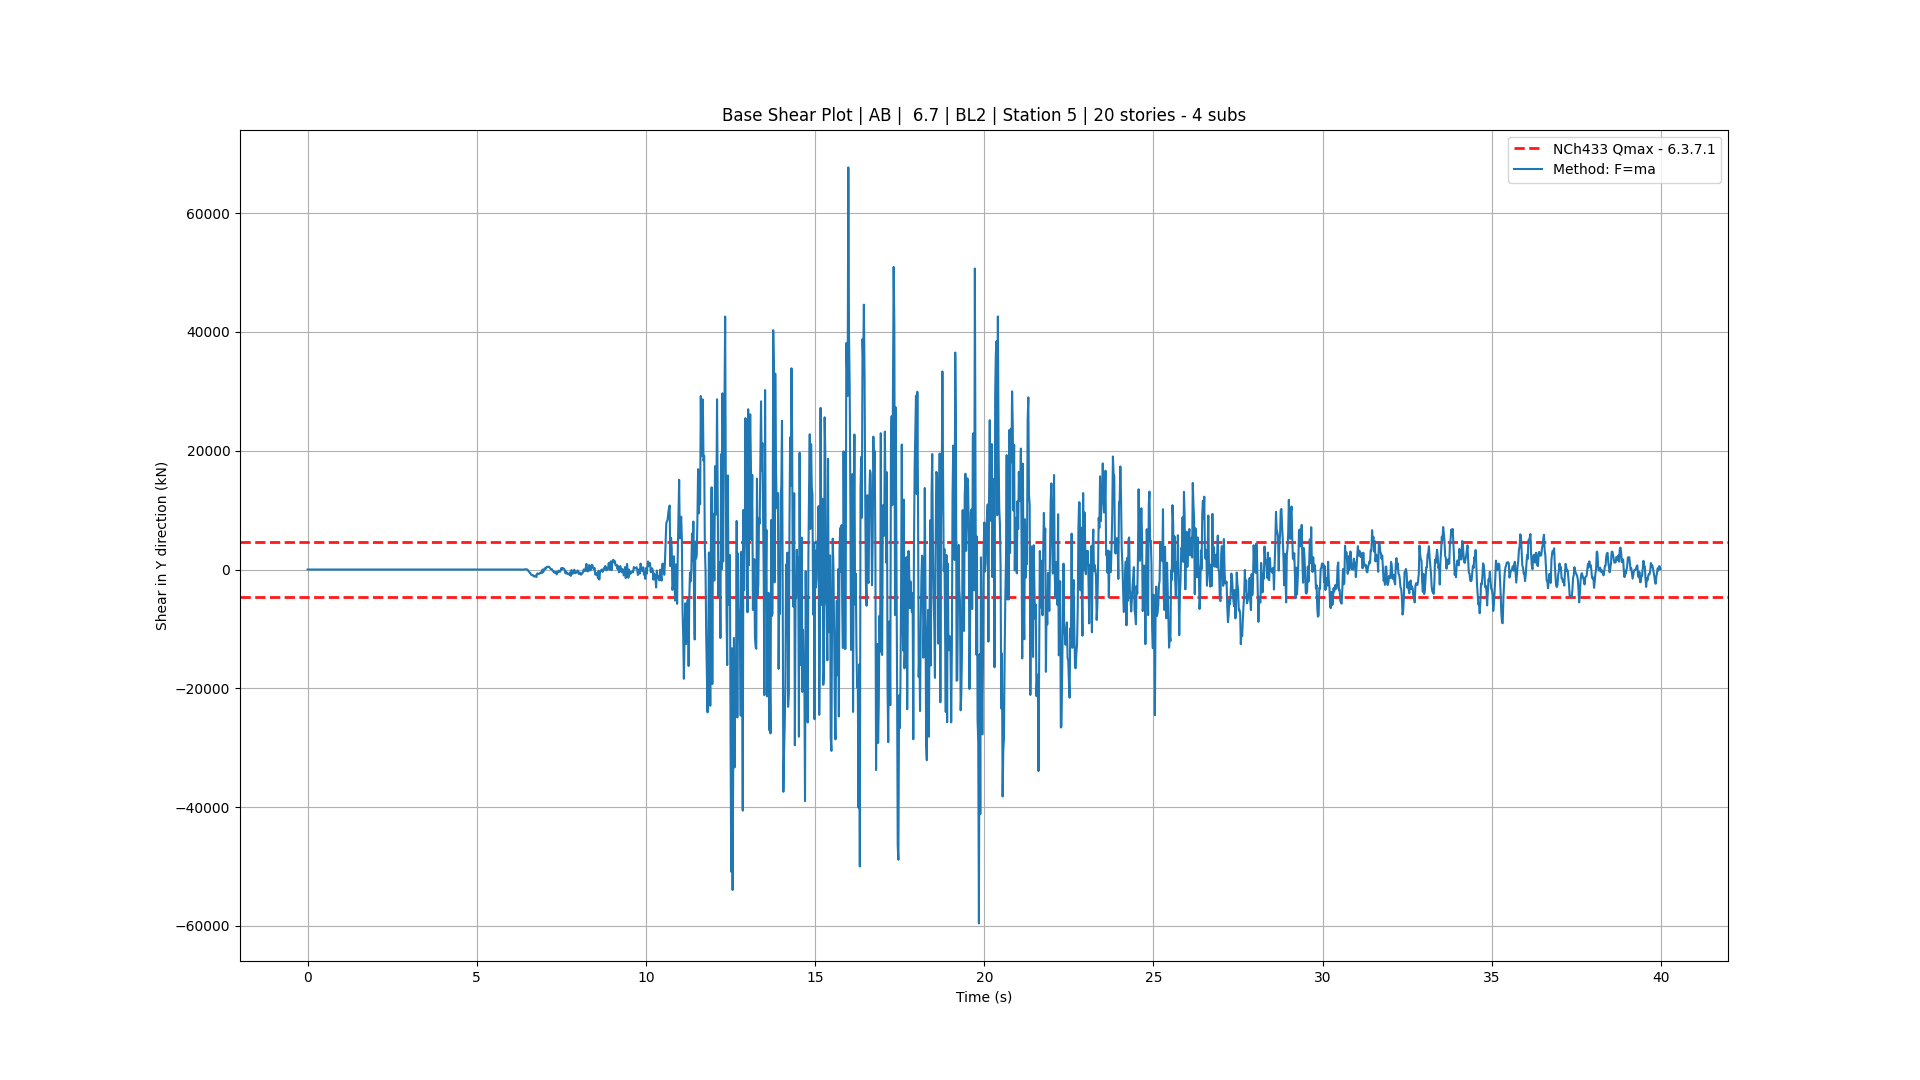 Base Shear Plot | AB |  6.7 | BL2 | Station 5 | 20 stories - 4 subs
NCh433 Qmax - 6.3.7.1
Method: F=ma
Shear in Y direction (kN)
60000
40000
20000
0
−20000
−40000
−60000
0 5 10 15 20 25 30 35 40
Time (s)